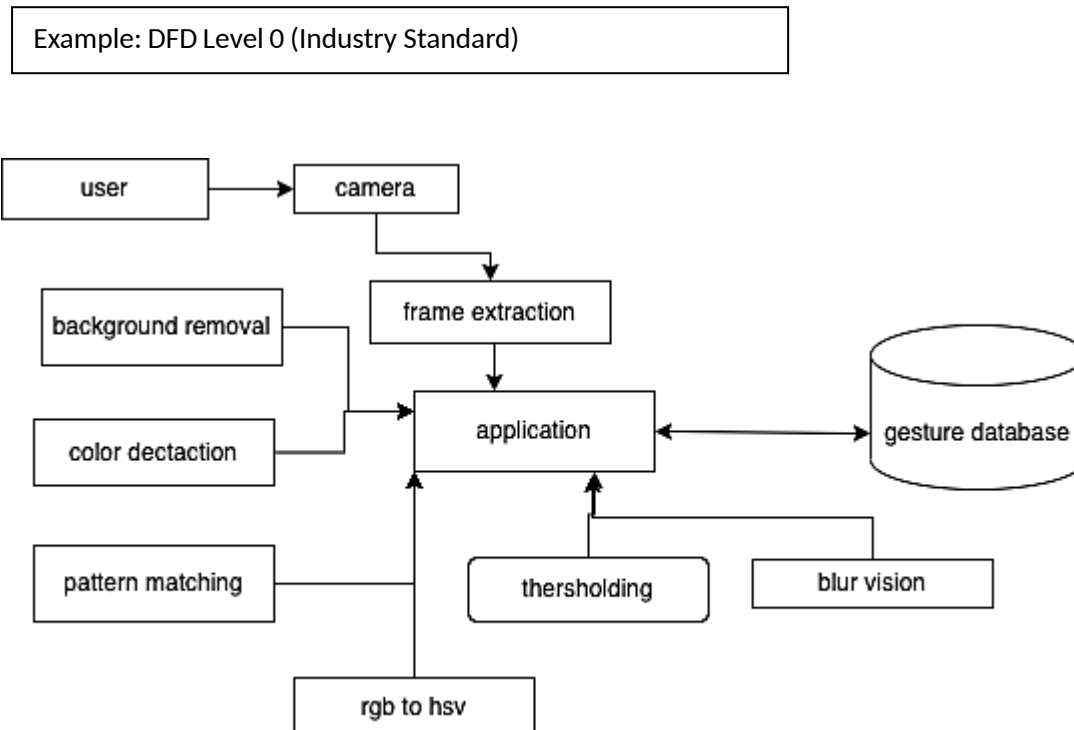 Example: DFD Level 0 (Industry Standard)
user
camera
frame extraction
background removal
application
gesture database
color dectaction
pattern matching
thersholding
blur vision
rgb to hsv